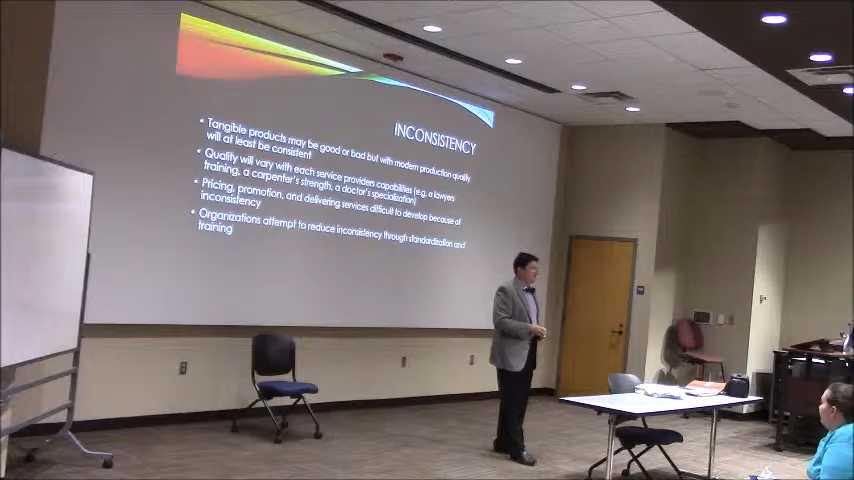 INCONSISTENCY
• Tangible products may be good or bad but with modern production quality
will at least be consistent
• Quality will vary with each service providers capabilities (e.g. a lawyers
training, a carpenter's strength, a doctor's specialization)
• Pricing, promotion, and delivering services difficult to develop because of
inconsistency
• Organizations attempt to reduce inconsistency through standardization and
training